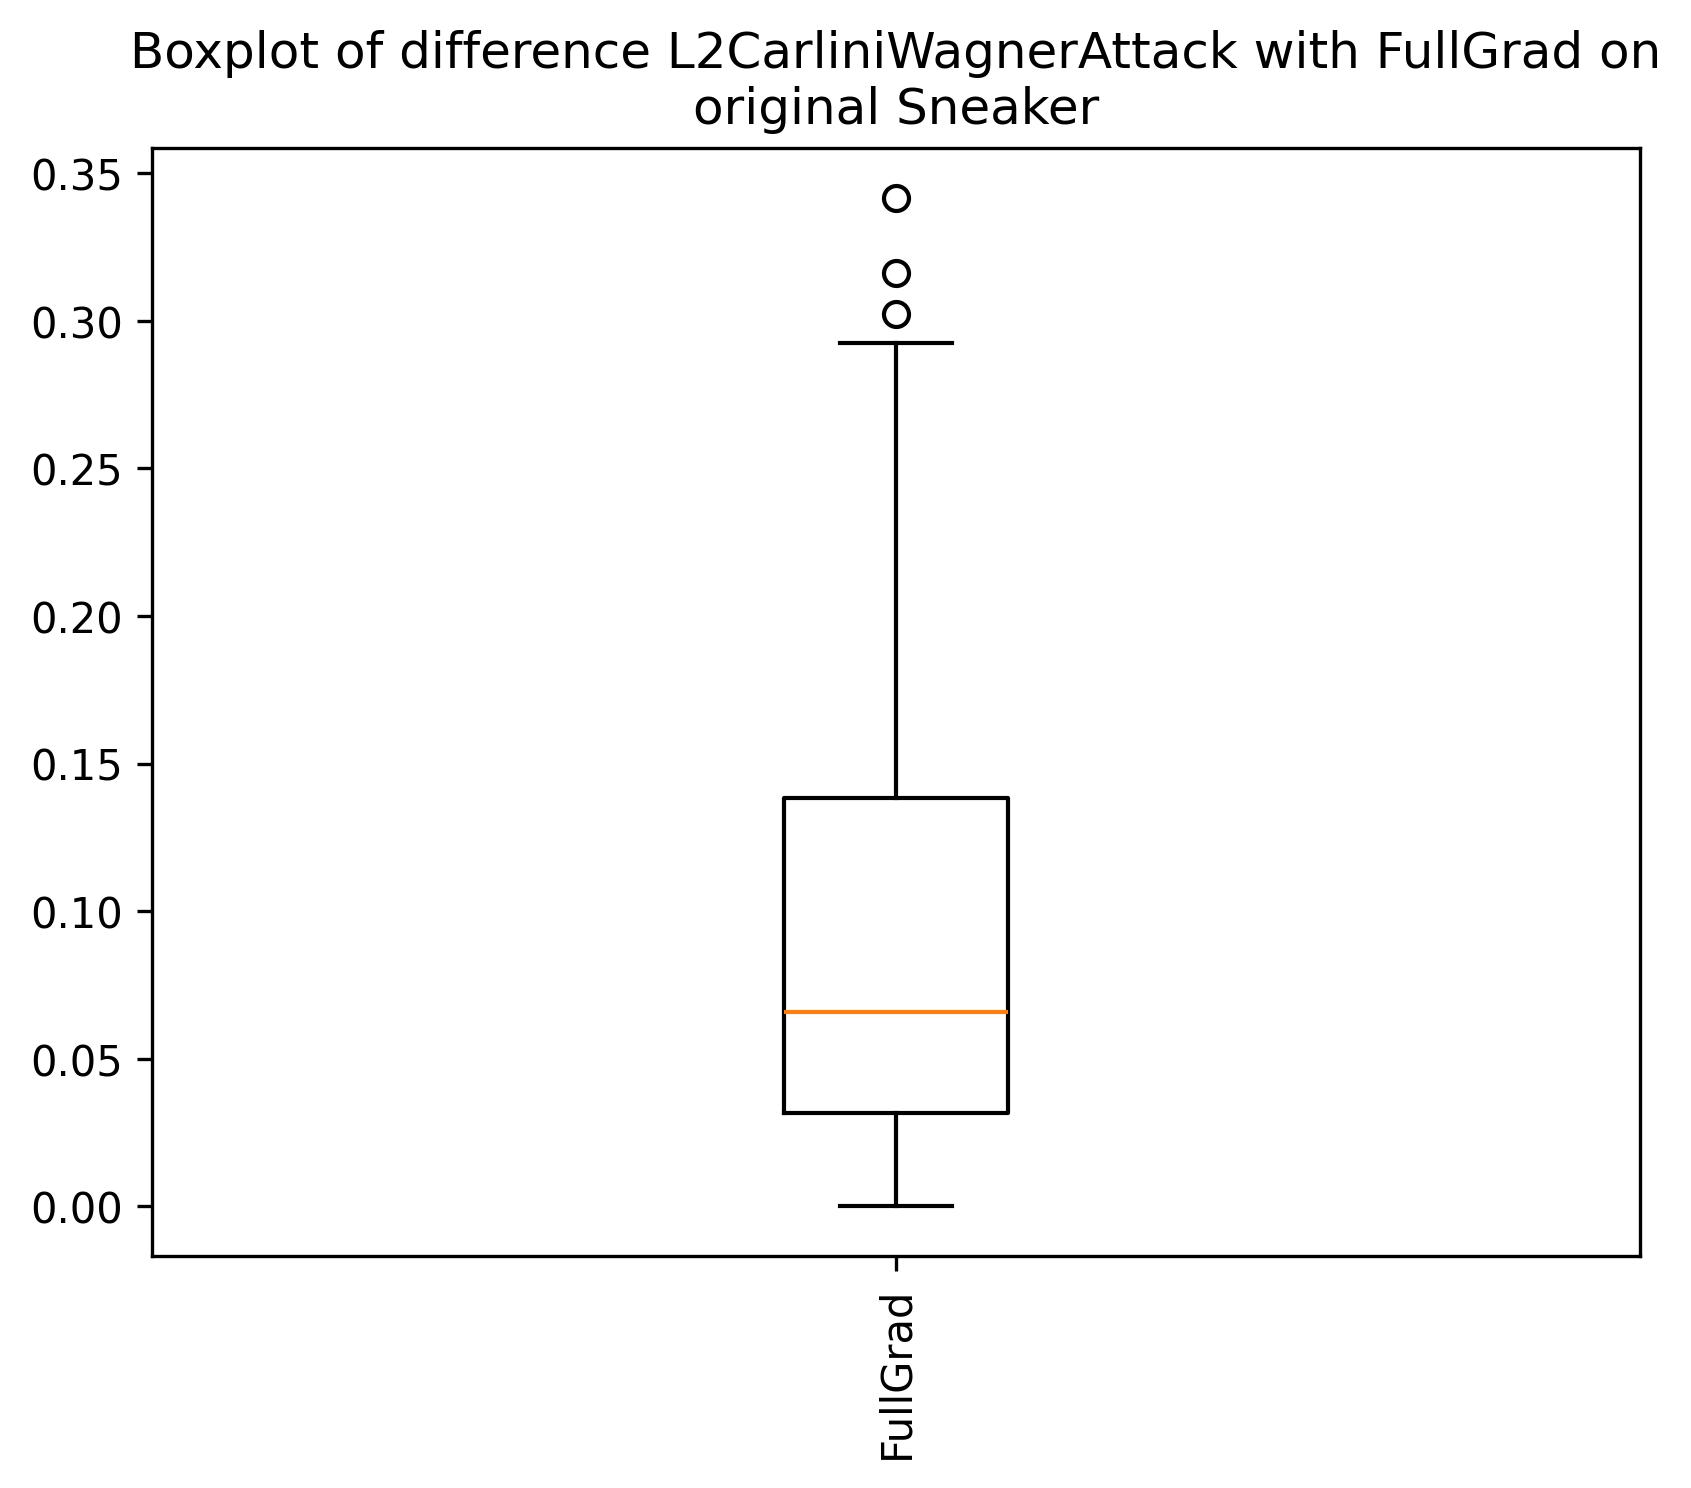 Boxplot of difference L2CarliniWagnerAttack with FullGrad on
original Sneaker
0.35
0.30
0.25
0.20
0.15
0.10
0.05
0.00
FullGrad